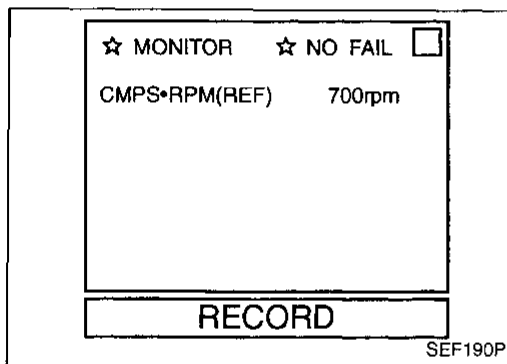 ☆ MONITOR ☆ NO FAIL
CMPS•RPM(REF) 700rpm
RECORD
SEF190P